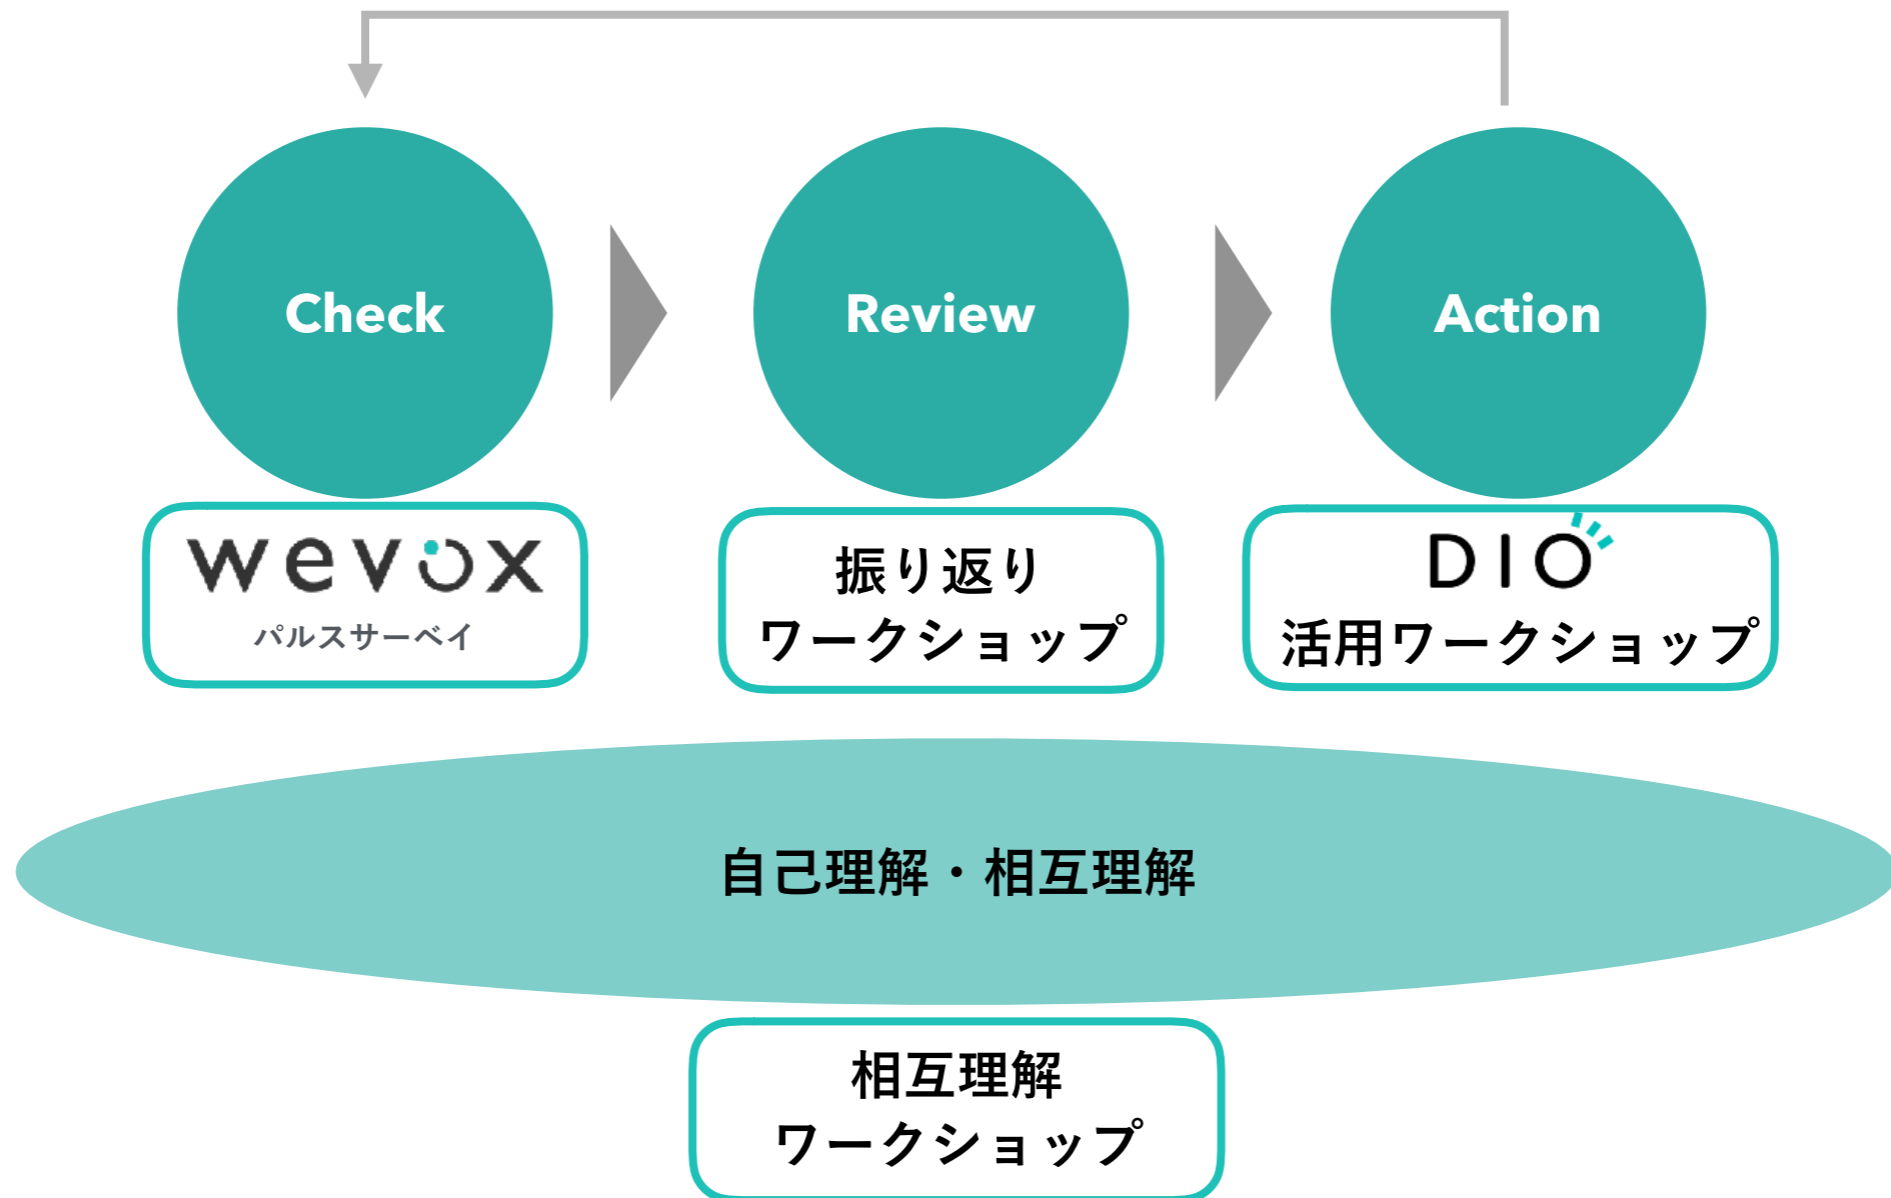 Check
Review
Action
wevox
パルスサーベイ
振り返り
ワークショップ
DIO
活用ワークショップ
自己理解・相互理解
相互理解
ワークショップ